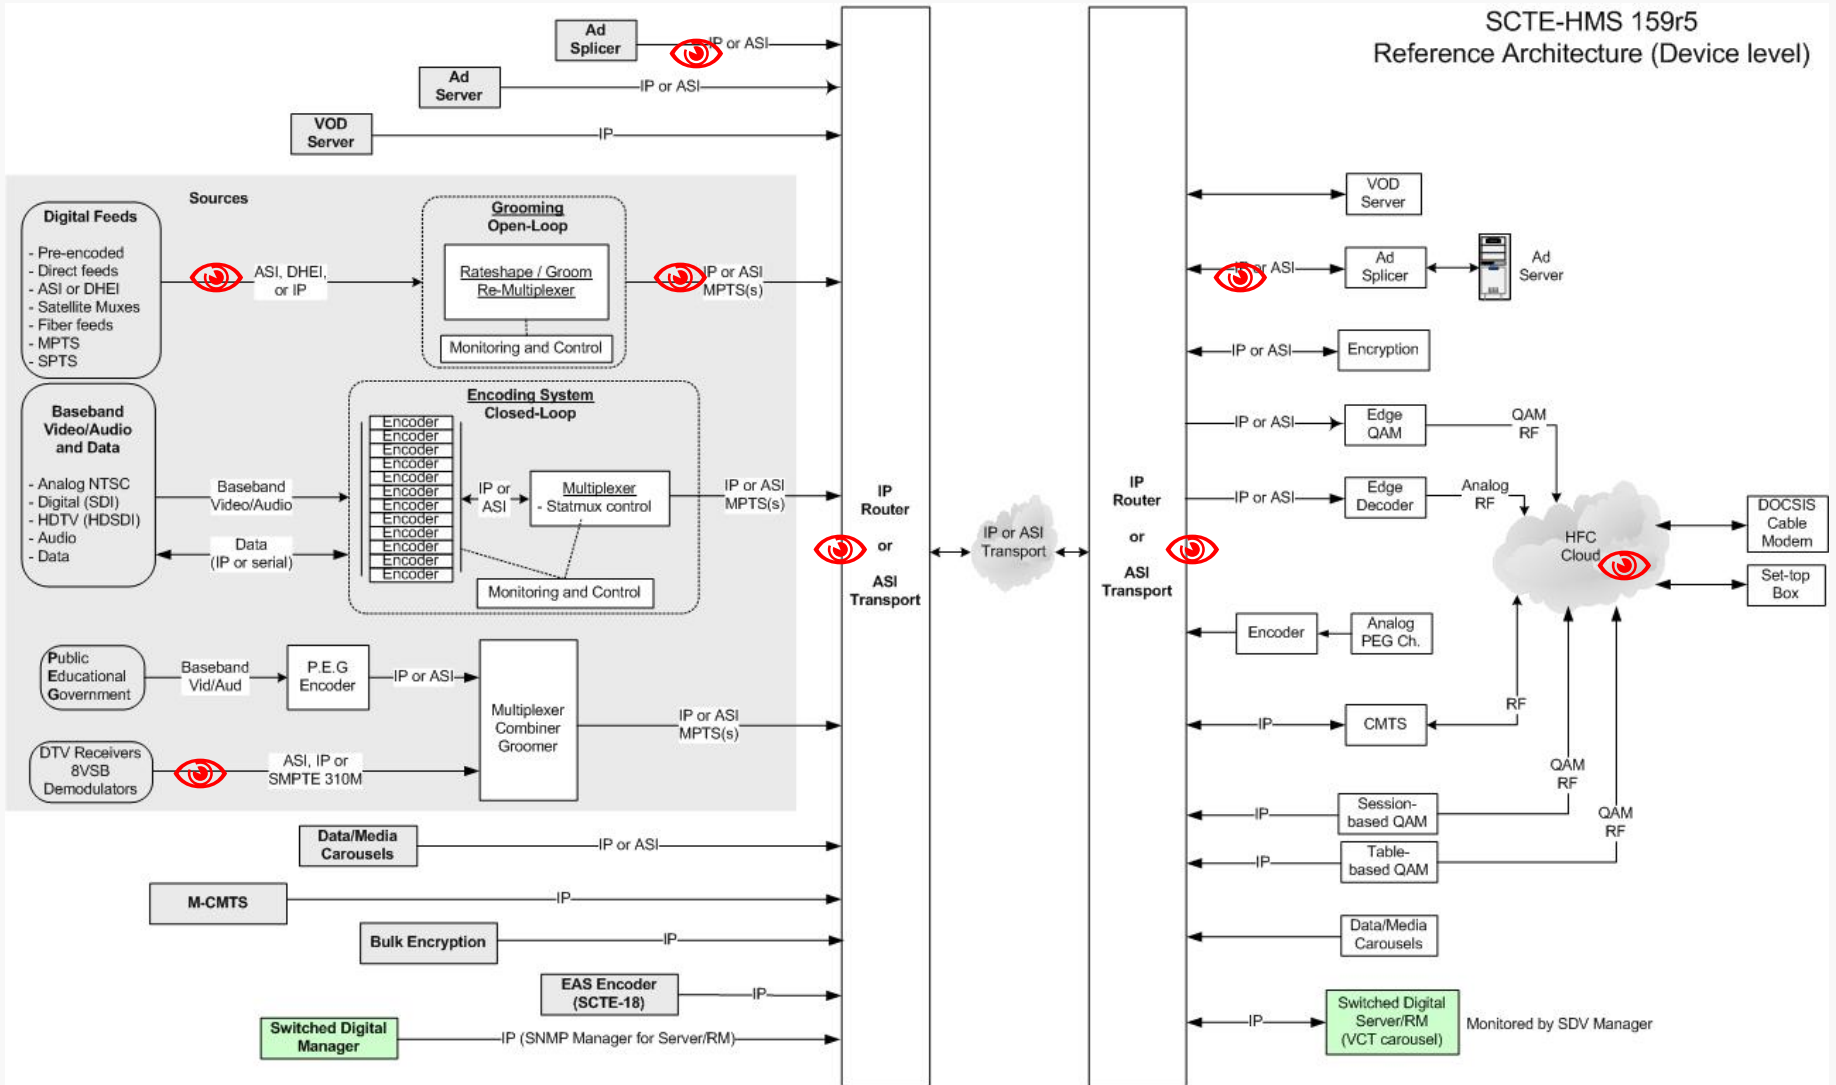 SCTE-HMS 159r5
Reference Architecture (Device level)
Ad
Splicer
IP or ASI
Ad
Server
IP or ASI
VOD
Server
IP
Sources
Digital Feeds
- Pre-encoded
- Direct feeds
- ASI or DHEI
- Satellite Muxes
- Fiber feeds
- MPTS
- SPTS
ASI, DHEI,
or IP
Grooming
Open-Loop
Rateshape / Groom
Re-Multiplexer
Monitoring and Control
IP or ASI
MPTS(s)
Baseband
Video/Audio
and Data
- Analog NTSC
- Digital (SDI)
- HDTV (HDSDI)
- Audio
- Data
Baseband
Video/Audio
Data
(IP or serial)
Encoding System
Closed-Loop
Encoder
Encoder
Encoder
Encoder
Encoder
Encoder
Encoder
Encoder
Encoder
Encoder
Encoder
Encoder
IP or
ASI
Multiplexer
- Statmux control
Monitoring and Control
IP or ASI
MPTS(s)
Public
Educational
Government
Baseband
Vid/Aud
P.E.G
Encoder
IP or ASI
Multiplexer
Combiner
Groomer
IP or ASI
MPTS(s)
DTV Receivers
8VSB
Demodulators
ASI, IP or
SMPTE 310M
Data/Media
Carousels
IP or ASI
M-CMTS
IP
Bulk Encryption
IP
EAS Encoder
(SCTE-18)
IP
Switched Digital
Manager
IP (SNMP Manager for Server/RM)
IP
Router
or
ASI
Transport
IP or ASI
Transport
IP
Router
or
ASI
Transport
VOD
Server
IP or ASI
Ad
Splicer
Ad
Server
IP or ASI
Encryption
IP or ASI
Edge
QAM
QAM
RF
IP or ASI
Edge
Decoder
Analog
RF
HFC
Cloud
DOCSIS
Cable
Modem
Set-top
Box
Encoder
Analog
PEG Ch.
IP
CMTS
RF
IP
Session-
based QAM
QAM
RF
IP
Table-
based QAM
QAM
RF
Data/Media
Carousels
IP
Switched Digital
Server/RM
(VCT carousel)
Monitored by SDV Manager